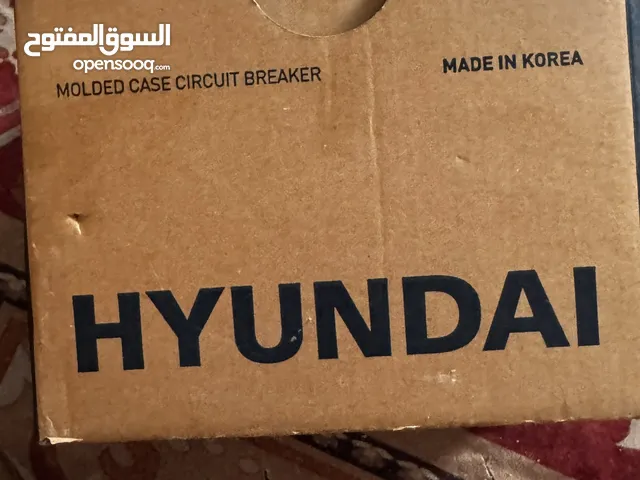 السوق المفتوح
opensooq.com
MOLDED CASE CIRCUIT BREAKER
MADE IN KOREA
HYUNDAI